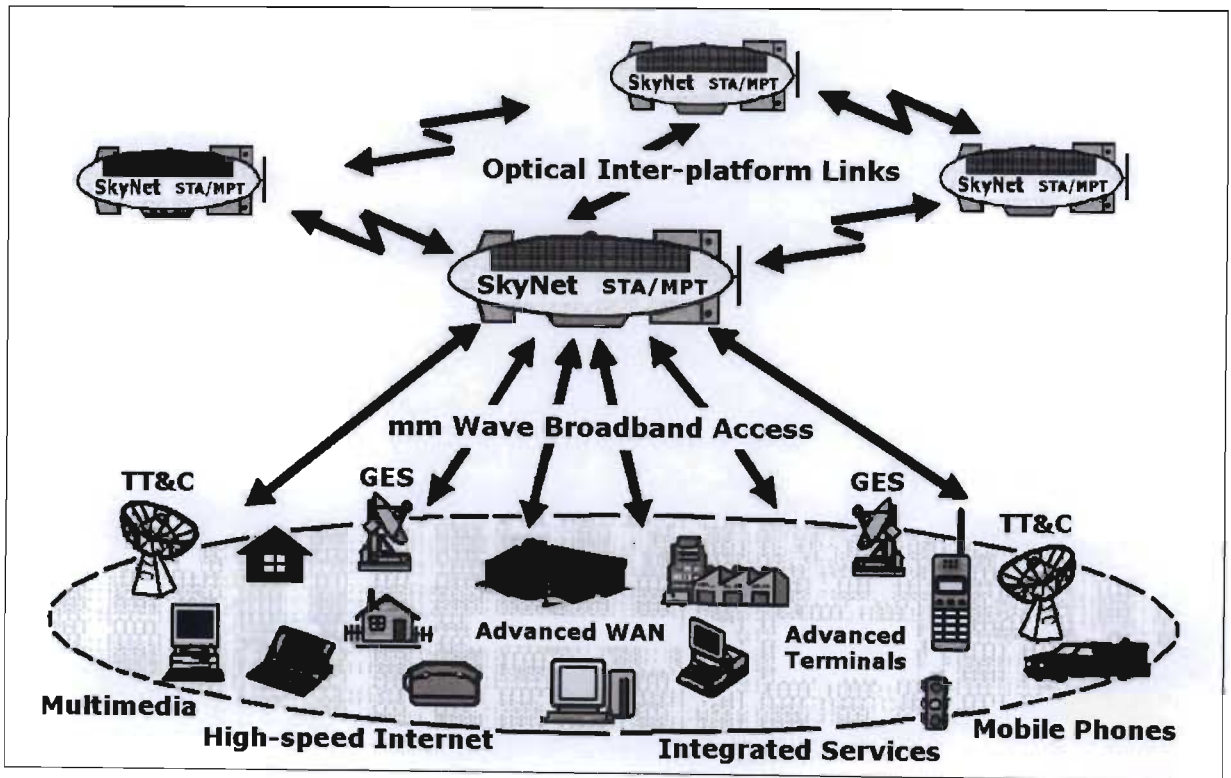 SkyNet STA/MPT
Optical Inter-platform Links
SkyNet STA/MPT
SkyNet STA/MPT
SkyNet STA/MPT
mm Wave Broadband Access
TT&C
GES
GES
TT&C
Advanced WAN
Advanced
Terminals
Multimedia
High-speed Internet
Integrated Services
Mobile Phones